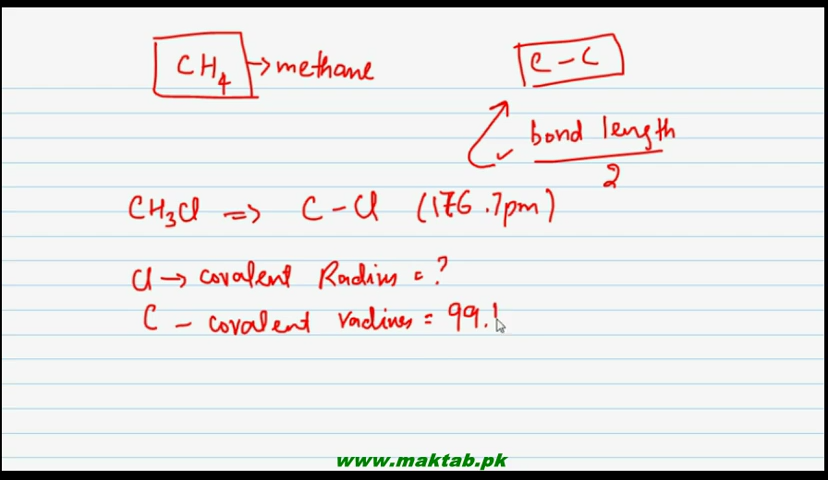 CH4 → methane
C - C
bond length
2
CH3Cl => C - Cl (176.7pm)
Cl → covalent Radius = ?
C - covalent radius = 99.1
www.maktab.pk